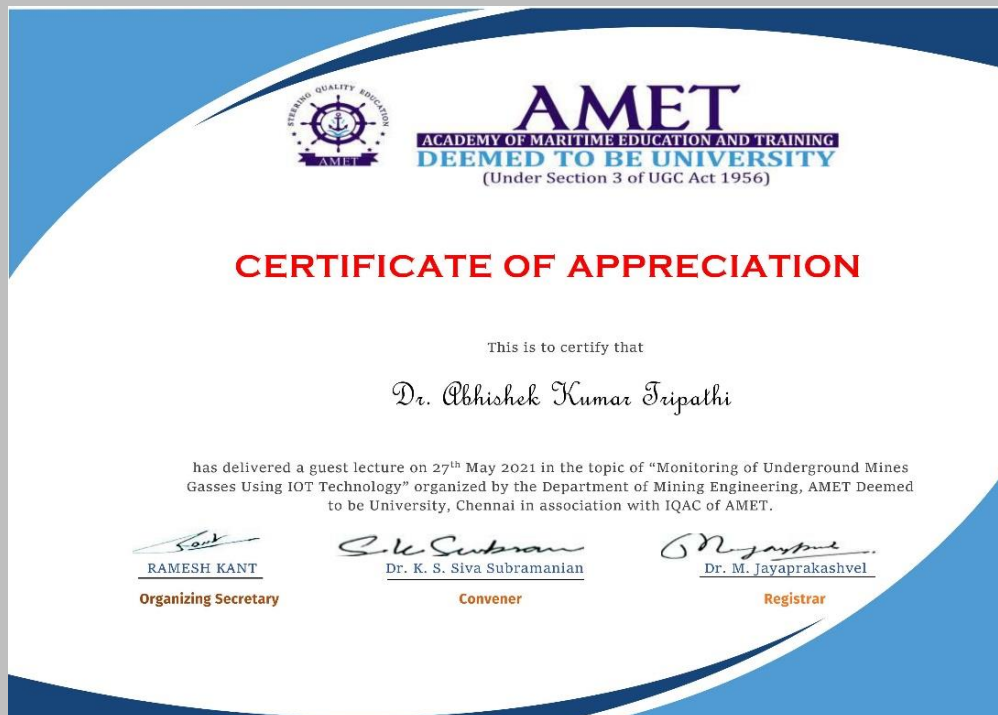 STEERING QUALITY EDUCATION
AMET
AMET
ACADEMY OF MARITIME EDUCATION AND TRAINING
DEEMED TO BE UNIVERSITY
(Under Section 3 of UGC Act 1956)
CERTIFICATE OF APPRECIATION
This is to certify that
Dr. Abhishek Kumar Tripathi
has delivered a guest lecture on 27th May 2021 in the topic of “Monitoring of Underground Mines
Gasses Using IOT Technology” organized by the Department of Mining Engineering, AMET Deemed
to be University, Chennai in association with IQAC of AMET.
RAMESH KANT Dr. K. S. Siva Subramanian Dr. M. Jayaprakashvel
Organizing Secretary Convener Registrar